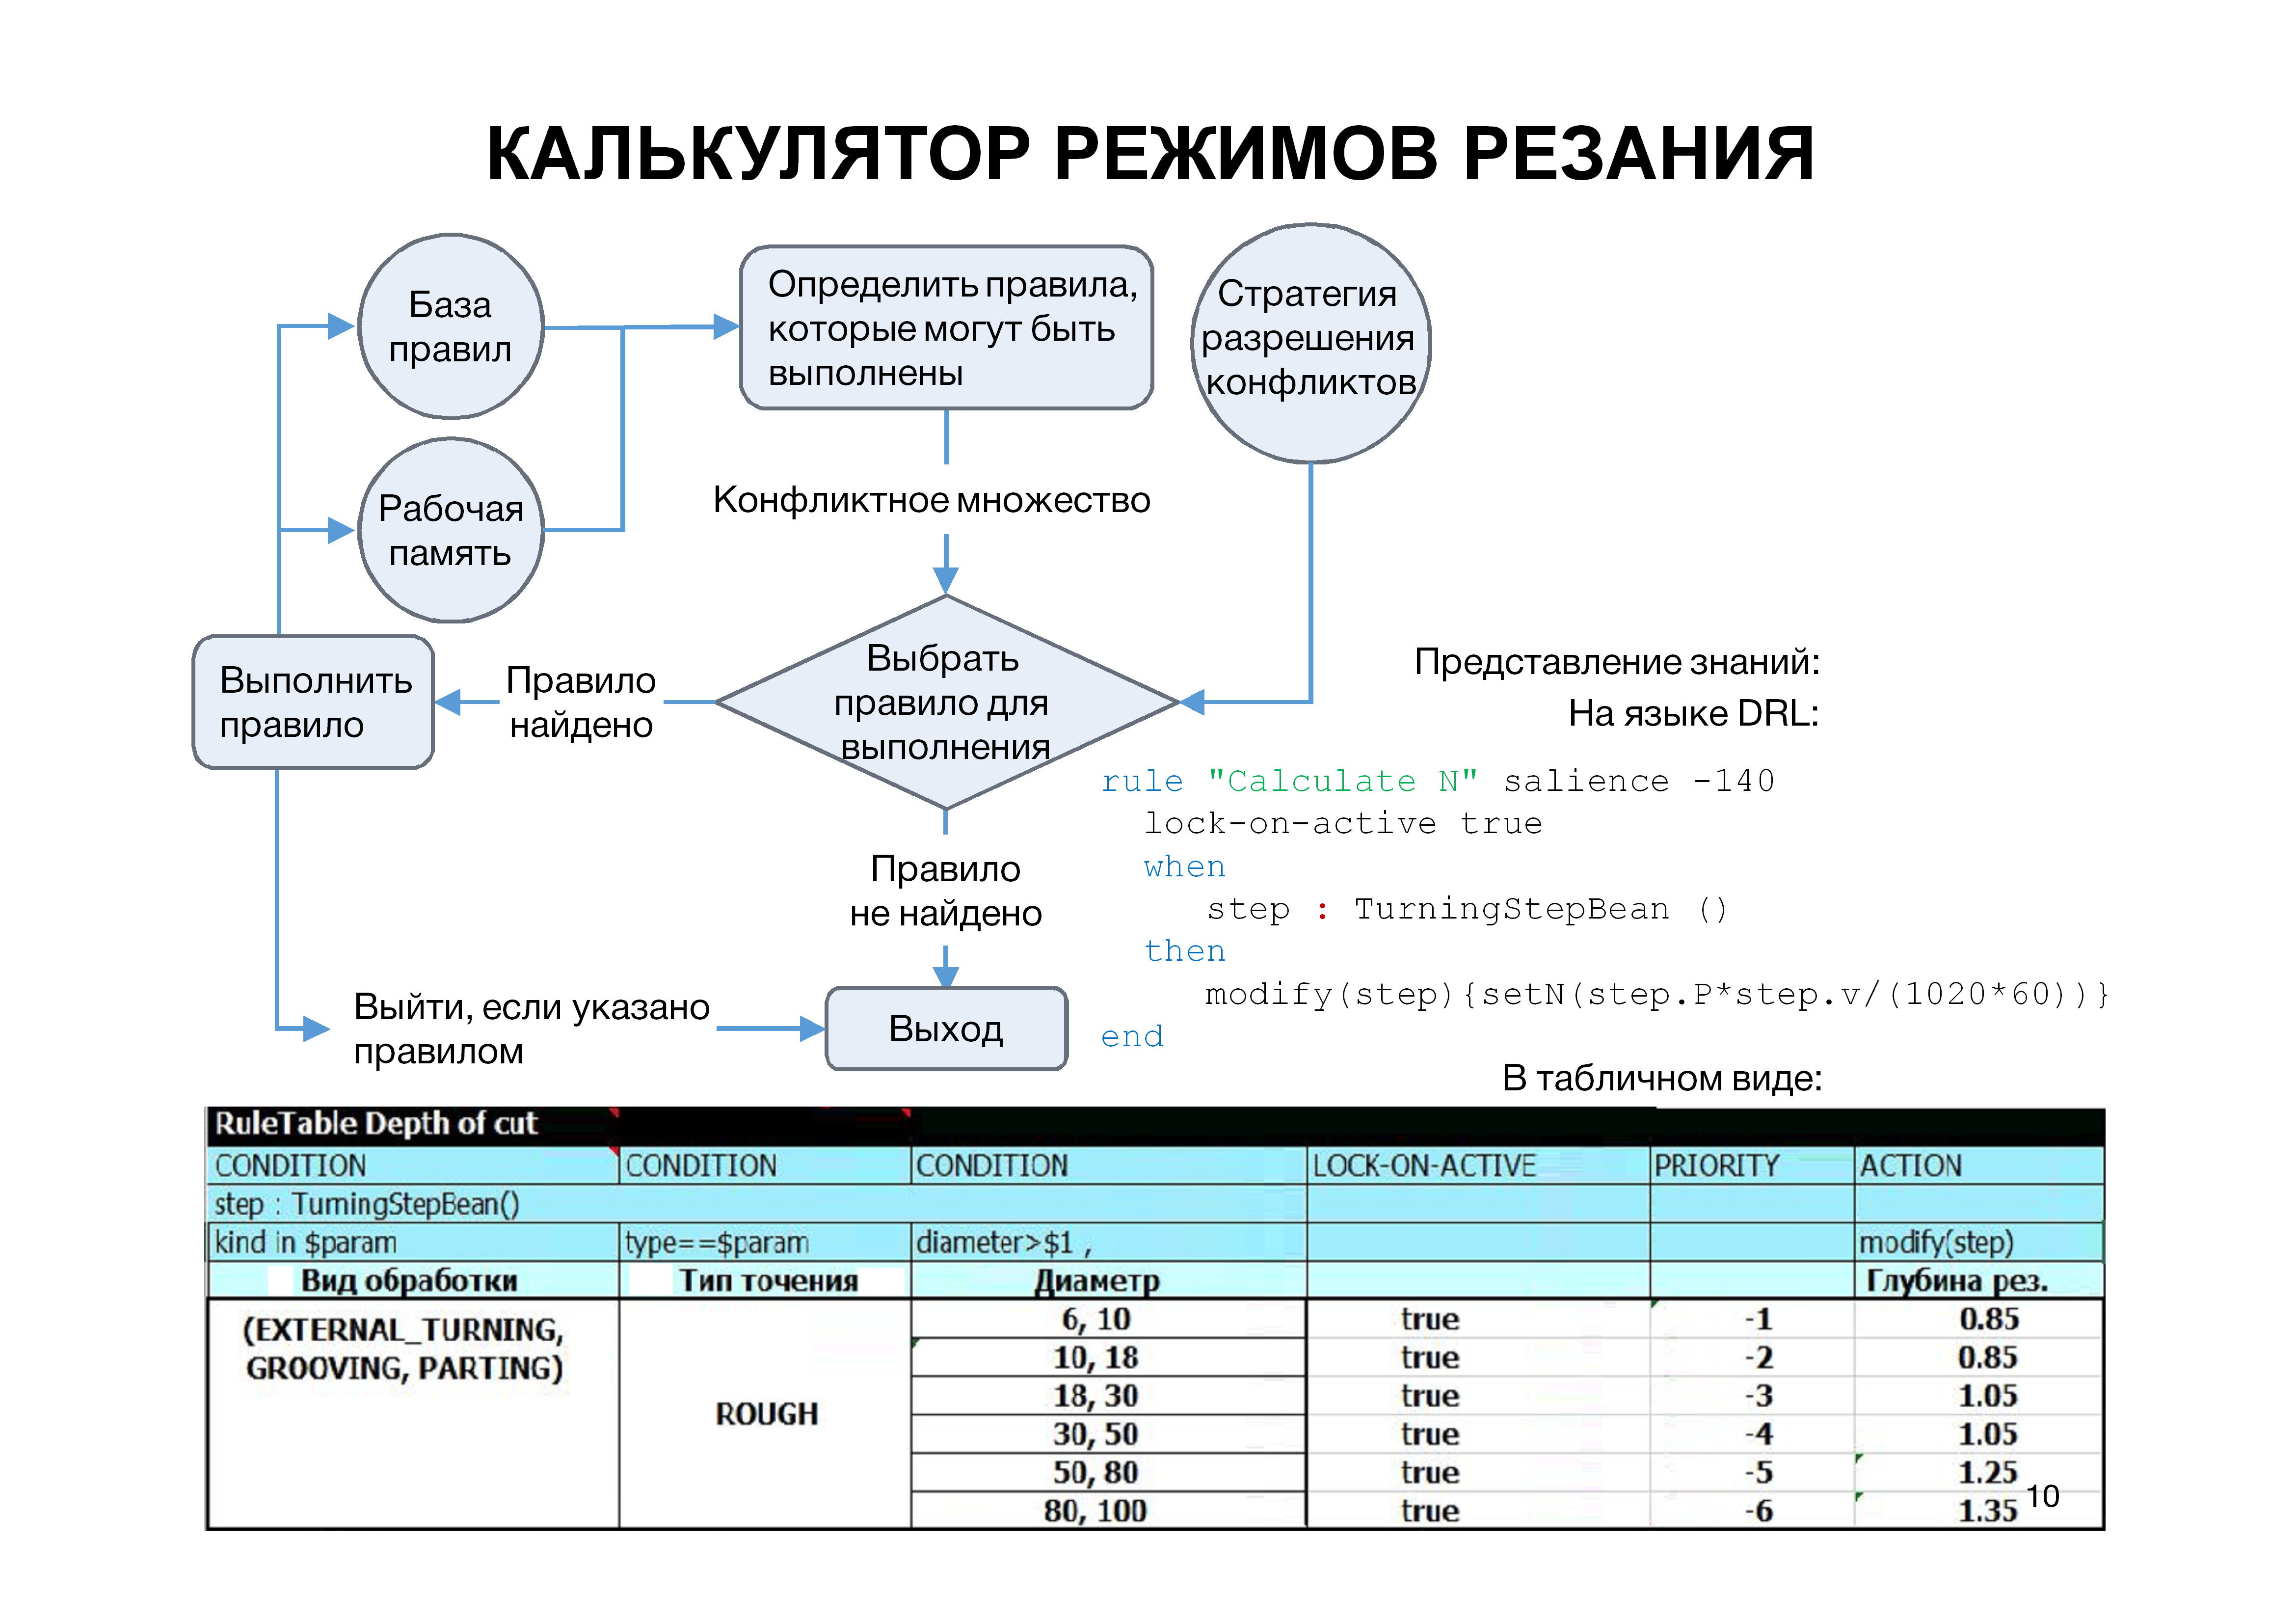 КАЛЬКУЛЯТОР РЕЖИМОВ РЕЗАНИЯ
База
правил
Определить правила,
которые могут быть
выполнены
Стратегия
разрешения
конфликтов
Рабочая
память
Конфликтное множество
Выполнить
правило
Правило
найдено
Выбрать
правило для
выполнения
Правило
не найдено
Выйти, если указано
правилом
Выход
Представление знаний:
На языке DRL:
rule "Calculate N" salience -140
lock-on-active true
when
step : TurningStepBean ()
then
modify(step){setN(step.P*step.v/(1020*60))}
end
В табличном виде:
RuleTable Depth of cut
CONDITION CONDITION CONDITION LOCK-ON-ACTIVE PRIORITY ACTION
step : TurningStepBean()
kind in $param type==$param diameter>$1 , modify(step)
Вид обработки Тип точения Диаметр Глубина рез.
(EXTERNAL_TURNING,
GROOVING, PARTING)
ROUGH
6, 10 true -1 0.85
10, 18 true -2 0.85
18, 30 true -3 1.05
30, 50 true -4 1.05
50, 80 true -5 1.25
80, 100 true -6 1.35
10